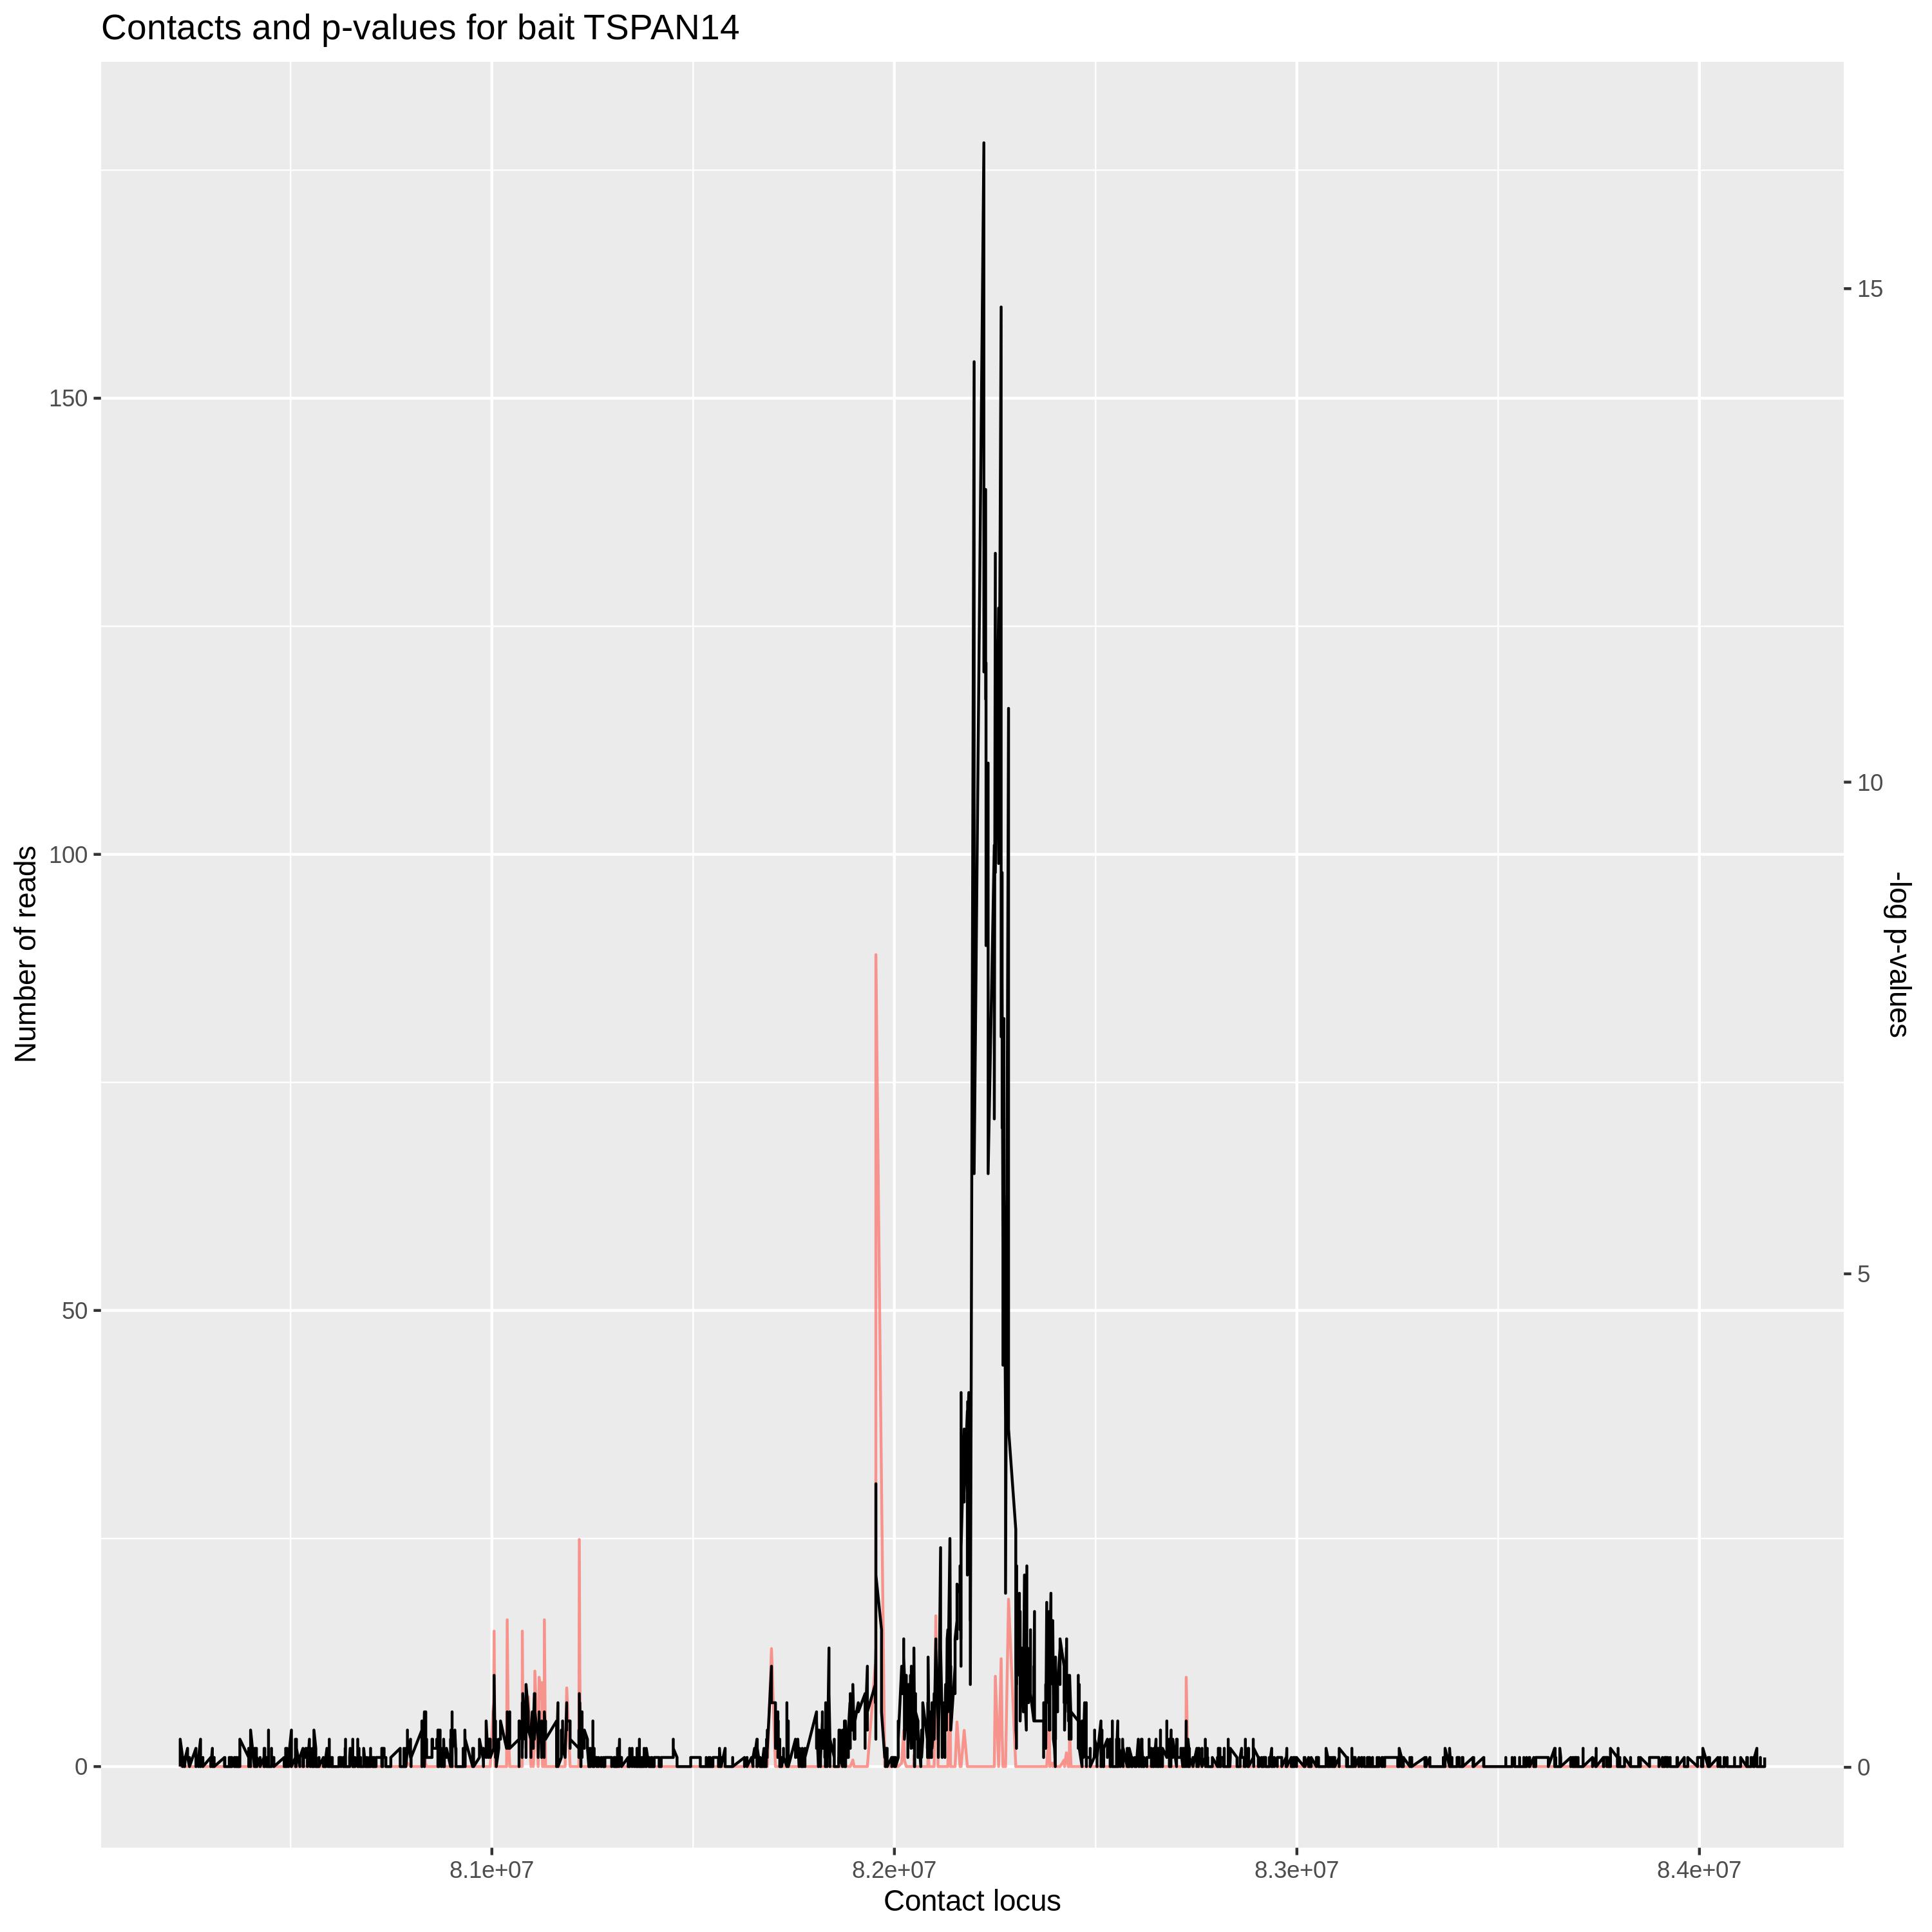 Contacts and p-values for bait TSPAN14
150
100
50
0
Number of reads
15
10
5
0
-log p-values
8.1e+07
8.2e+07
8.3e+07
8.4e+07
Contact locus